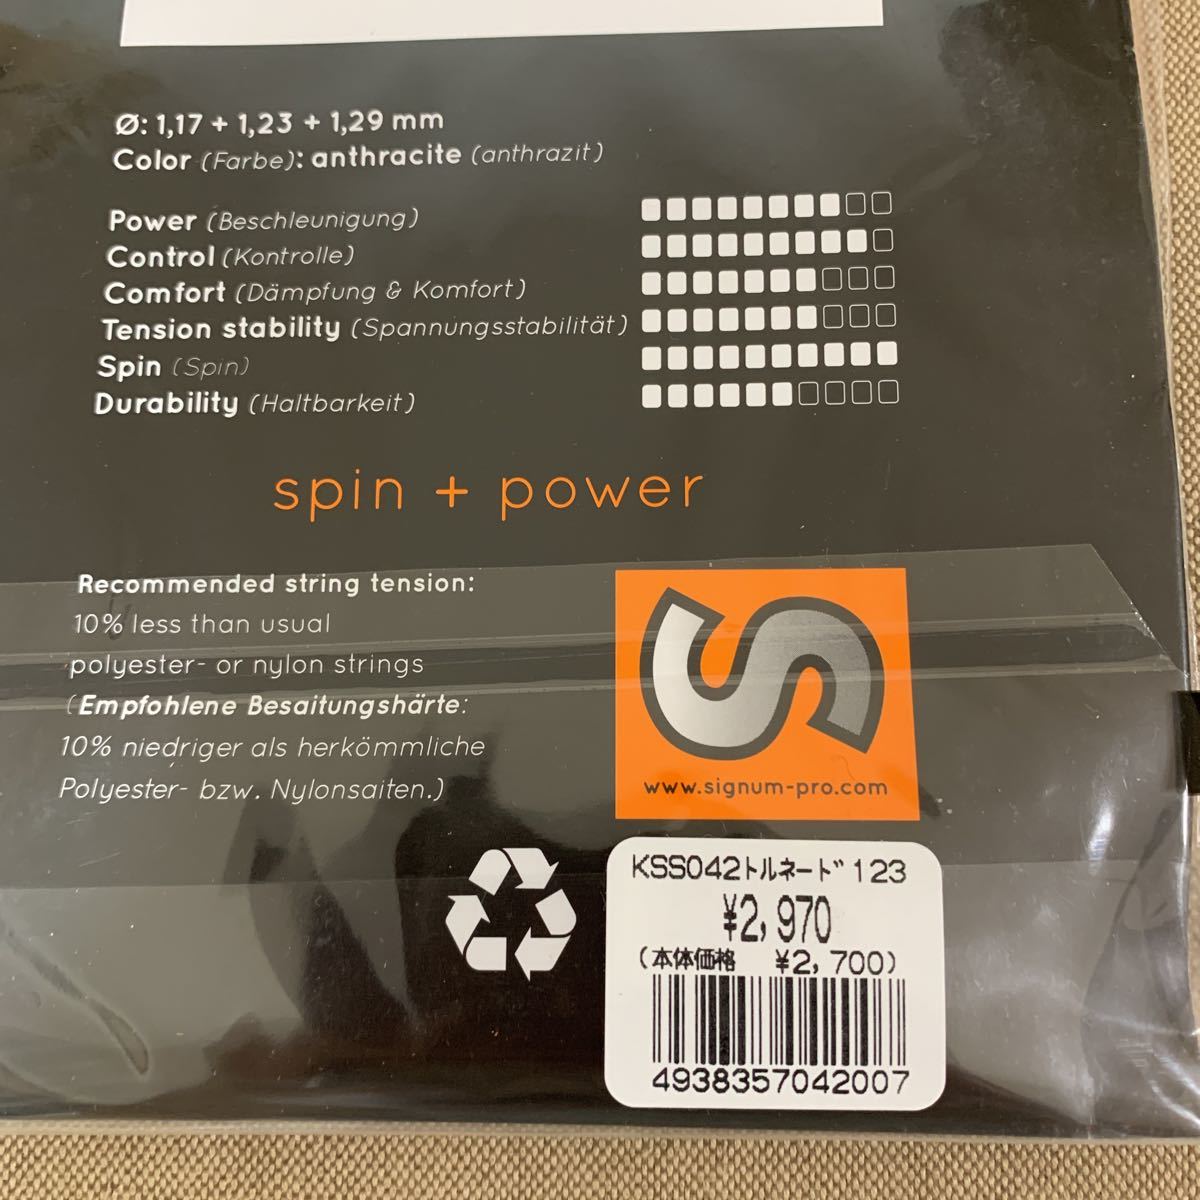 Ø: 1,17 + 1,23 + 1,29 mm
Color (Farbe): anthracite (anthrazit)
Power (Beschleunigung)
Control (Kontrolle)
Comfort (Dämpfung & Komfort)
Tension stability (Spannungsstabilität)
Spin (Spin)
Durability (Haltbarkeit)
spin + power
Recommended string tension:
10% less than usual
polyester- or nylon strings
(Empfohlene Besaitungshärte:
10% niedriger als herkömmliche
Polyester- bzw. Nylonsaiten.)
www.signum-pro.com
KSS042トルネード123
¥2,970
(本体価格 ¥2,700)
4938357042007